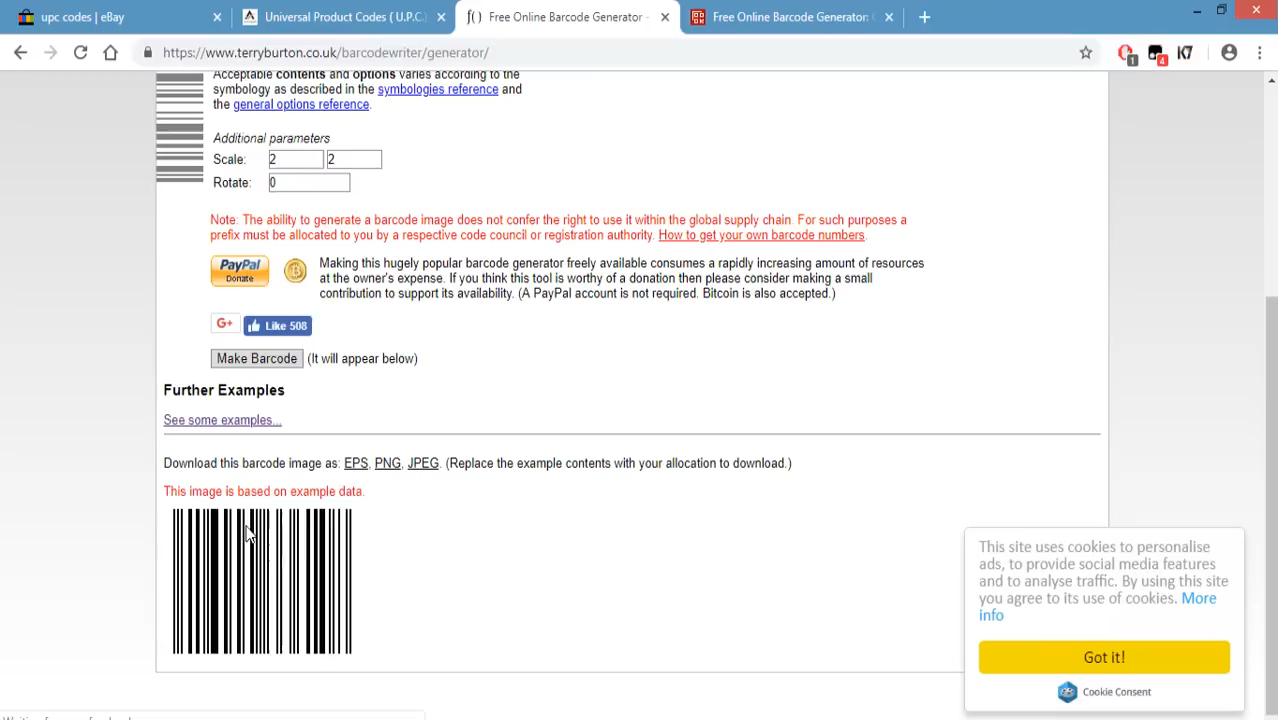 upc codes | eBay
Universal Product Codes ( U.P.C.)
Free Online Barcode Generator -
Free Online Barcode Generator:
https://www.terryburton.co.uk/barcodewriter/generator/
1
4
K7
Acceptable contents and options varies according to the
symbology as described in the symbologies reference and
the general options reference.
Additional parameters
Scale: 2 2
Rotate: 0
Note: The ability to generate a barcode image does not confer the right to use it within the global supply chain. For such purposes a
prefix must be allocated to you by a respective code council or registration authority. How to get your own barcode numbers.
PayPal
Donate
Making this hugely popular barcode generator freely available consumes a rapidly increasing amount of resources
at the owner's expense. If you think this tool is worthy of a donation then please consider making a small
contribution to support its availability. (A PayPal account is not required. Bitcoin is also accepted.)
G+ Like 508
Make Barcode (It will appear below)
Further Examples
See some examples...
Download this barcode image as: EPS, PNG, JPEG. (Replace the example contents with your allocation to download.)
This image is based on example data.
This site uses cookies to personalise
ads, to provide social media features
and to analyse traffic. By using this site
you agree to its use of cookies. More
info
Got it!
Cookie Consent